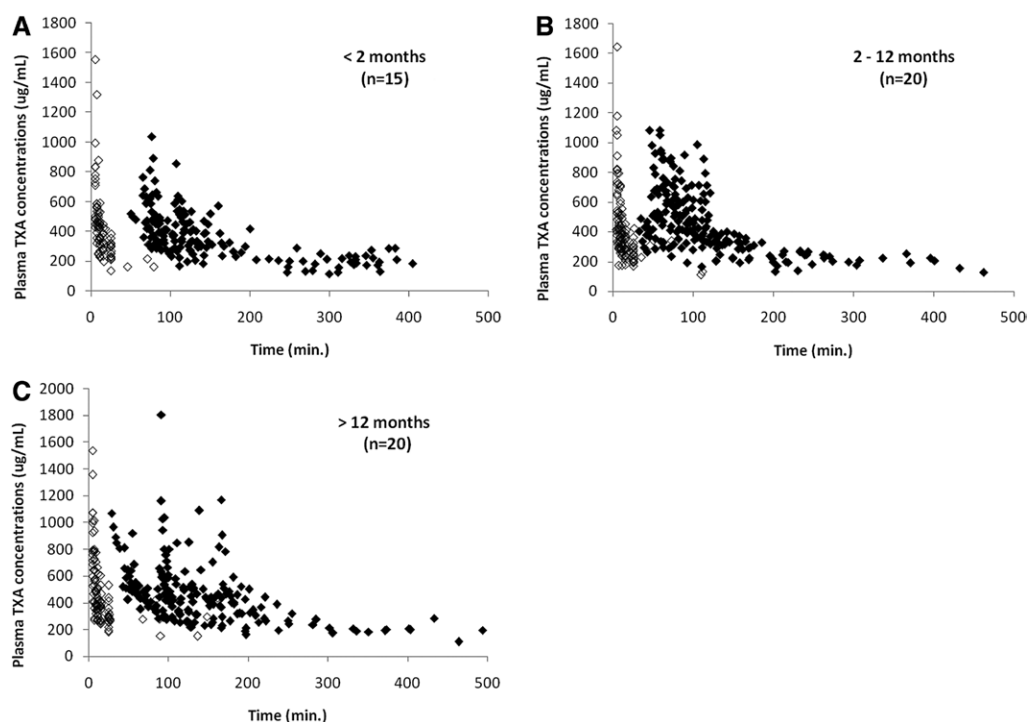 A
Plasma TXA concentrations (ug/mL)
1800
1600
1400
1200
1000
800
600
400
200
0
< 2 months
(n=15)
0 100 200 300 400 500
Time (min.)
B
Plasma TXA concentrations (ug/mL)
1800
1600
1400
1200
1000
800
600
400
200
0
2 - 12 months
(n=20)
0 100 200 300 400 500
Time (min.)
C
Plasma TXA concentrations (ug/mL)
2000
1800
1600
1400
1200
1000
800
600
400
200
0
> 12 months
(n=20)
0 100 200 300 400 500
Time (min.)